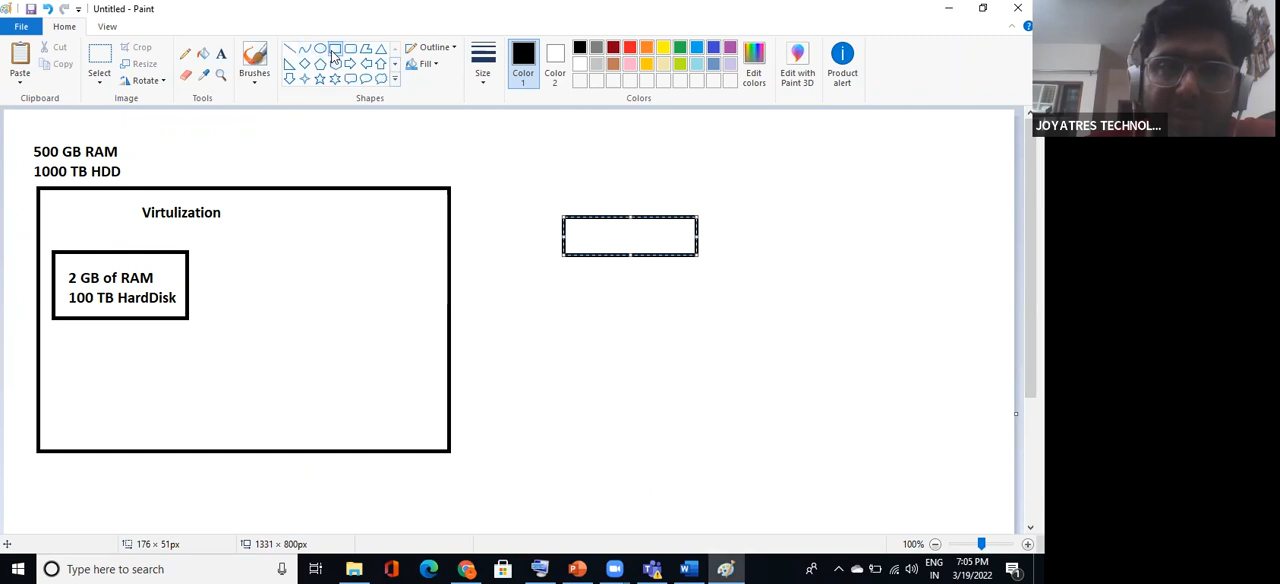 Untitled - Paint
File
Home
View
Paste
Cut
Copy
Clipboard
Select
Crop
Resize
Rotate
Image
Tools
Brushes
Outline
Fill
Shapes
Size
Color
1
Color
2
Edit
colors
Colors
Edit with
Paint 3D
Product
alert
JOYATRES TECHNOL...
500 GB RAM
1000 TB HDD
Virtulization
2 GB of RAM
100 TB HardDisk
176 × 51px
1331 × 800px
100%
Type here to search
ENG
IN
7:05 PM
3/19/2022